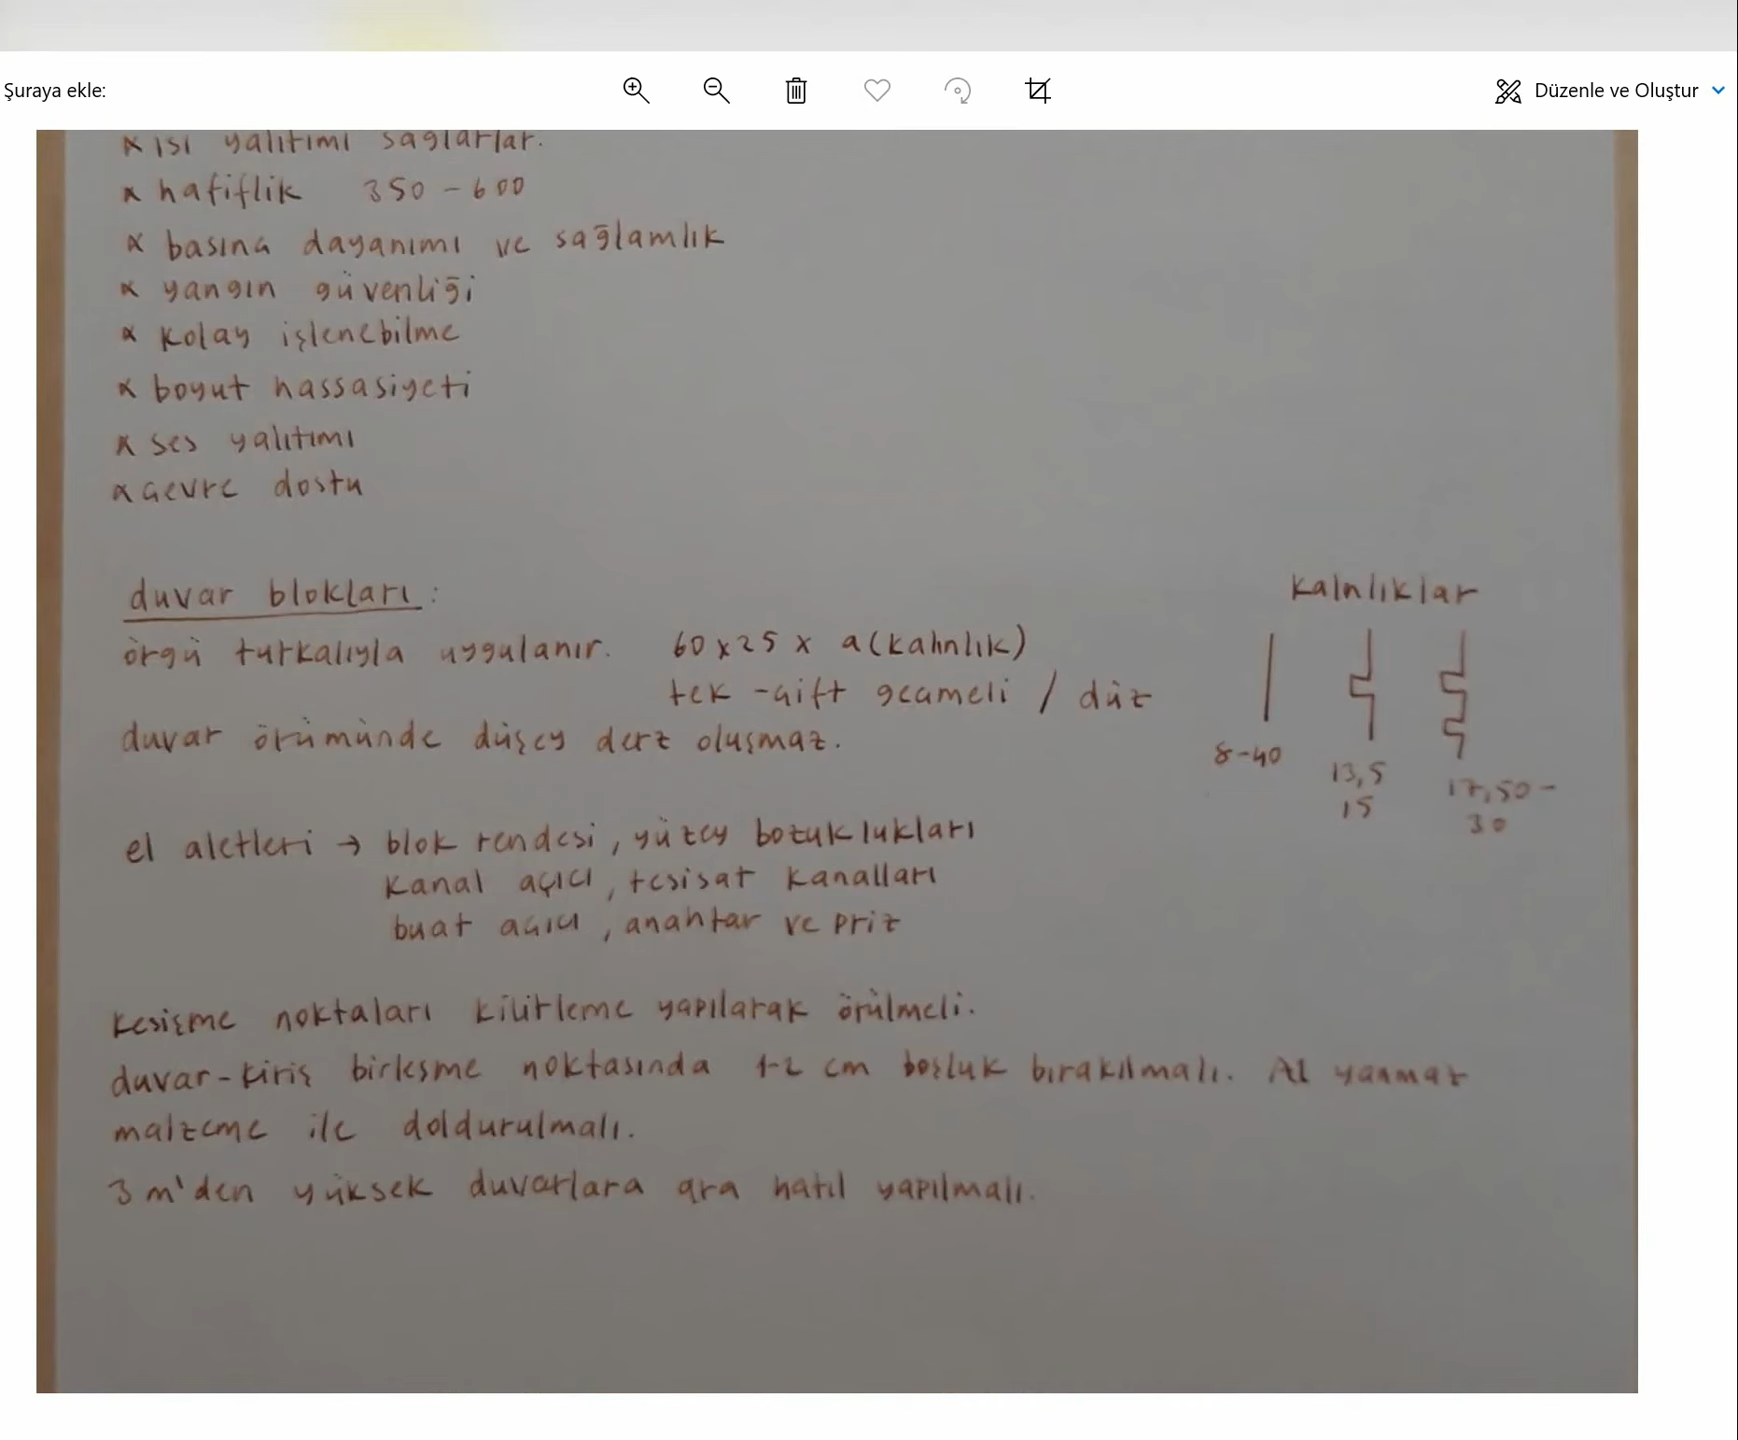 Şuraya ekle:
Düzenle ve Oluştur
x ısı yalıtımı sağlarlar.
x hafiflik 350 - 600
x basınç dayanımı ve sağlamlık
x yangın güvenliği
x kolay işlenebilme
x boyut hassasiyeti
x ses yalıtımı
x çevre dostu
duvar blokları:
örgü tutkalıyla uygulanır. 60x25 x a(kalınlık)
tek - çift geçmeli / düz
duvar örümünde düşey derz oluşmaz.
kalınlıklar
8-40
13,5
15
17,50 -
30
el aletleri → blok rendesi, yüzey bozuklukları
kanal açıcı, tesisat kanalları
buat açıcı, anahtar ve priz
kesişme noktaları kilitleme yapılarak örülmeli.
duvar-kiriş birleşme noktasında 1-2 cm boşluk bırakılmalı. A1 yanmaz
malzeme ile doldurulmalı.
3 m'den yüksek duvarlara ara hatıl yapılmalı.